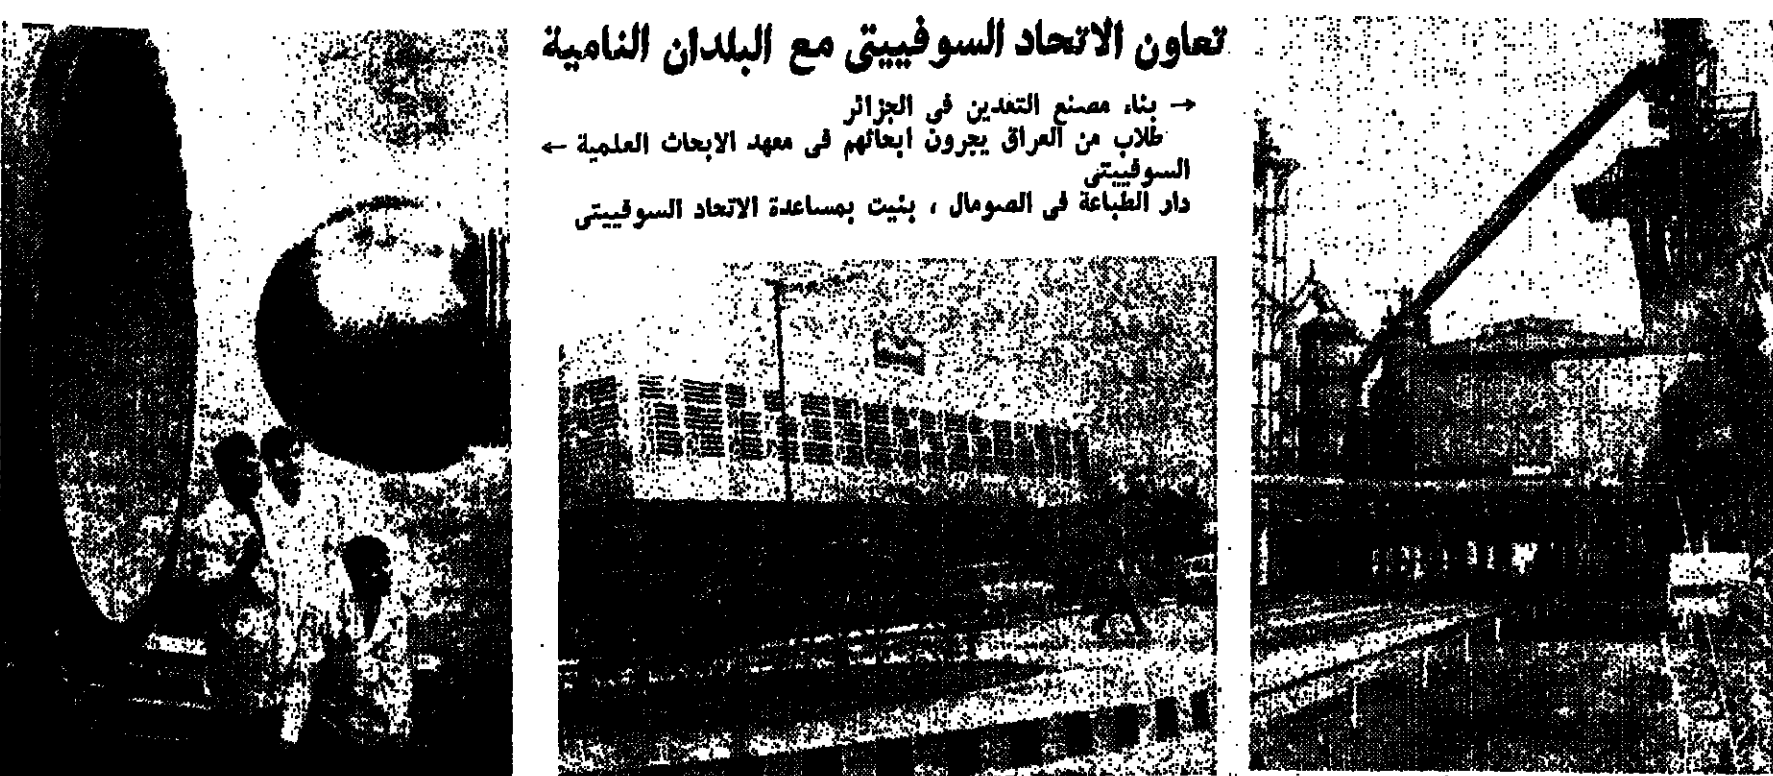 تعاون الاتحاد السوفييتى مع البلدان النامية
→ بناء مصنع التعدين فى الجزائر
طلاب من العراق يجرون ابحاثهم فى معهد الابحاث العلمية ←
السوفييتى
دار الطباعة فى الصومال ، بنيت بمساعدة الاتحاد السوفييتى